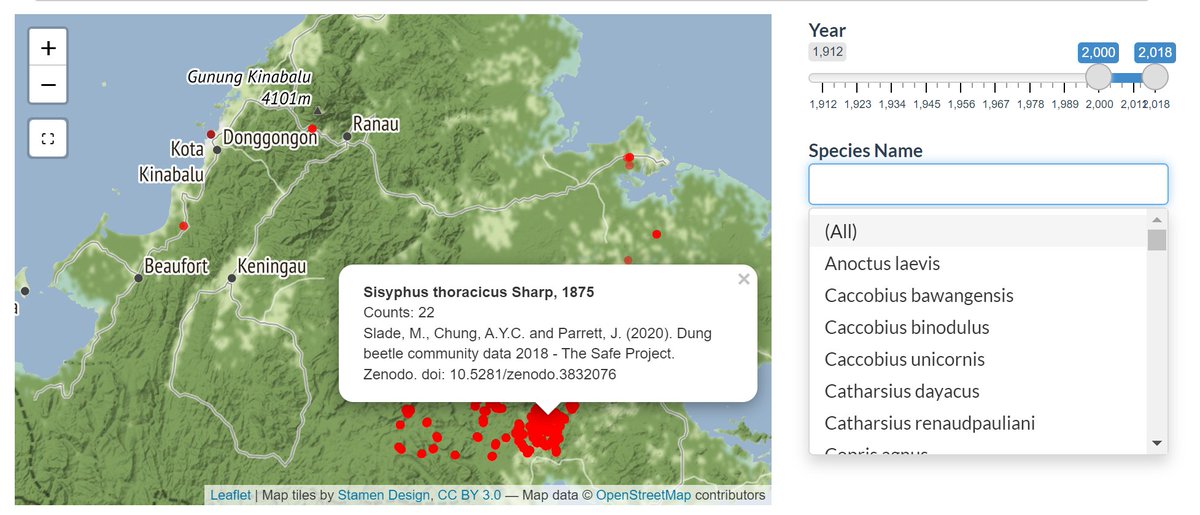 +
−
Gunung Kinabalu
4101m
Ranau
Donggongon
Kota
Kinabalu
Beaufort
Keningau
a
×
Sisyphus thoracicus Sharp, 1875
Counts: 22
Slade, M., Chung, A.Y.C. and Parrett, J. (2020). Dung
beetle community data 2018 - The Safe Project.
Zenodo. doi: 10.5281/zenodo.3832076
Leaflet | Map tiles by Stamen Design, CC BY 3.0 — Map data © OpenStreetMap contributors
Year
1,912
2,000
2,018
1,912 1,923 1,934 1,945 1,956 1,967 1,978 1,989 2,000 2,011 2,018
Species Name
(All)
Anoctus laevis
Caccobius bawangensis
Caccobius binodulus
Caccobius unicornis
Catharsius dayacus
Catharsius renaudpauliani
Copris agnus